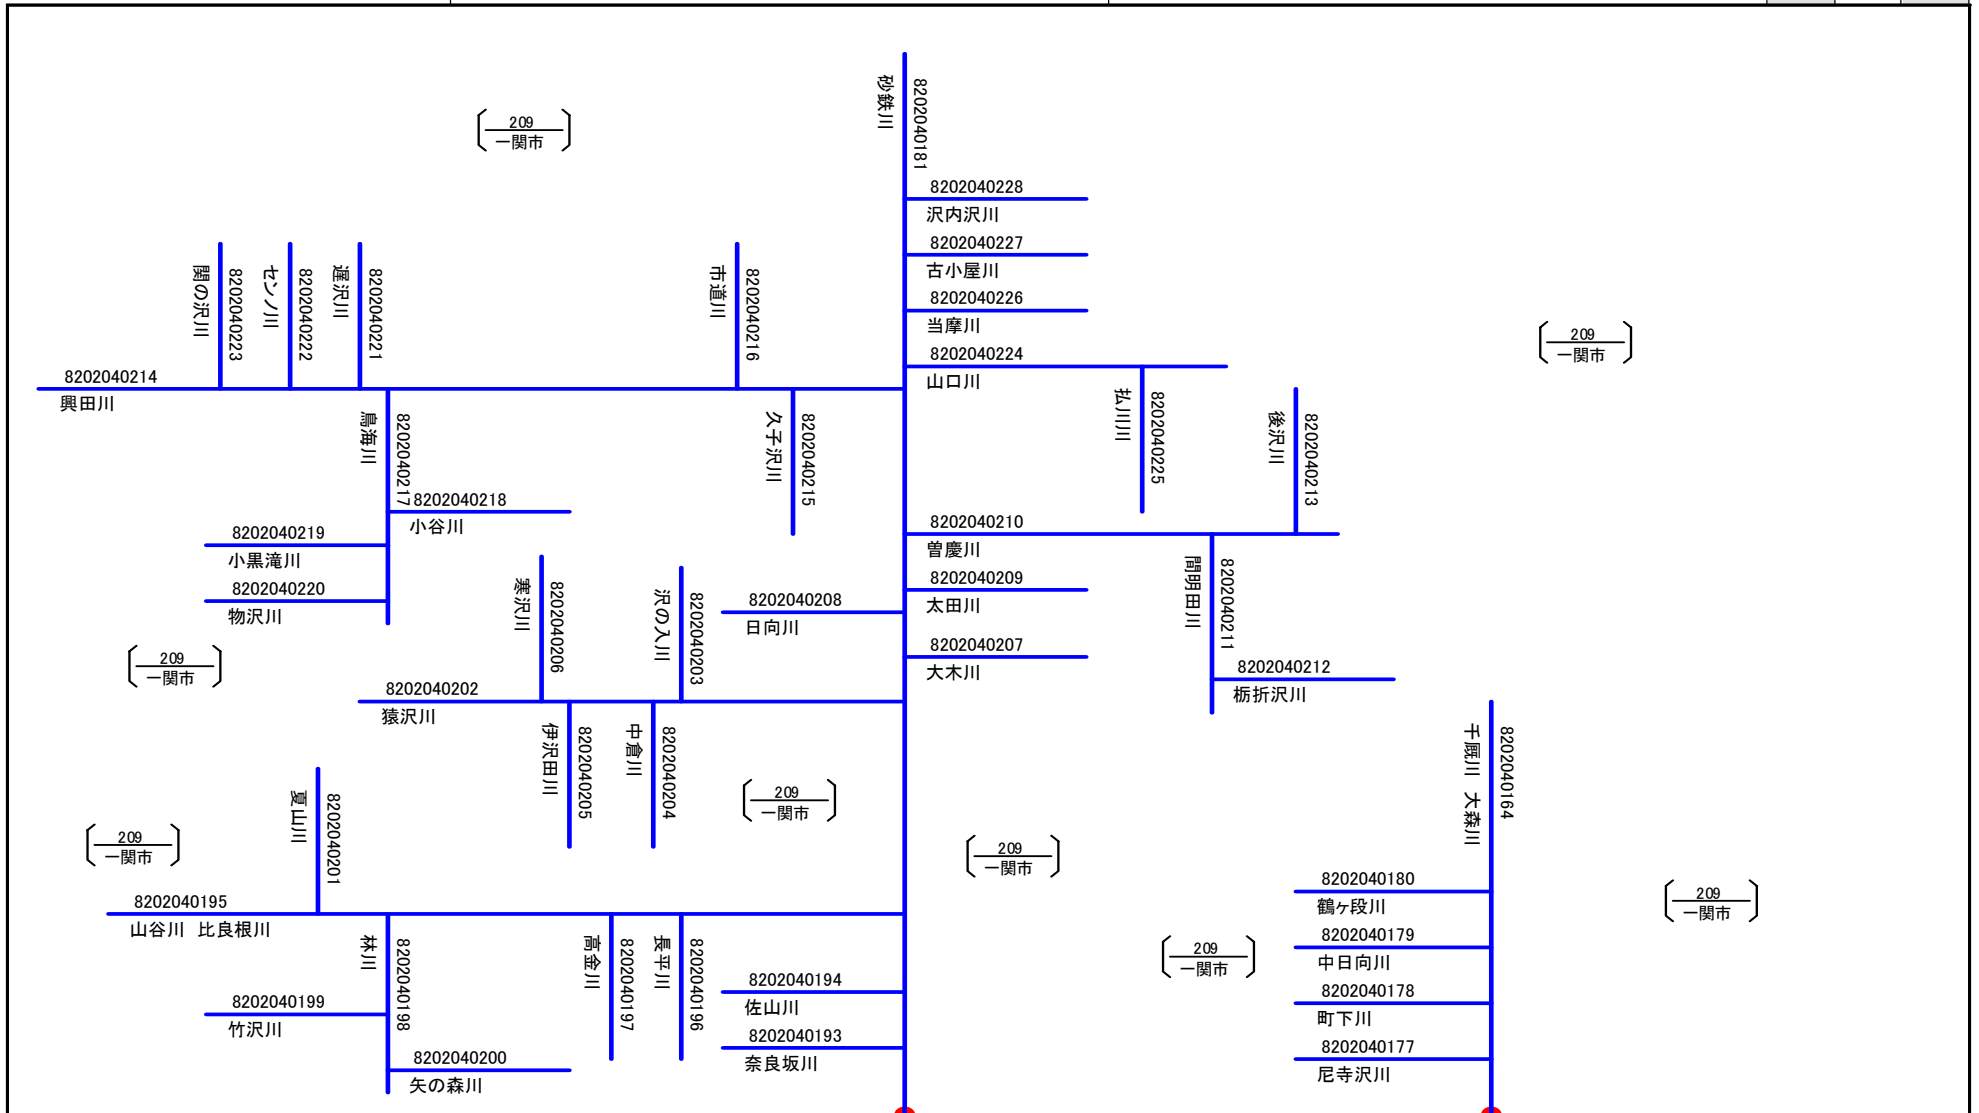 砂鉄川
8202040181
209
一関市
8202040228
沢内沢川
8202040227
古小屋川
8202040226
当摩川
8202040224
山口川
払川川
8202040225
後沢川
8202040213
209
一関市
関の沢川
8202040223
センノ川
8202040222
遅沢川
8202040221
市道川
8202040216
8202040214
興田川
鳥海川
8202040217
久子沢川
8202040215
8202040218
小谷川
8202040219
小黒滝川
8202040220
物沢川
8202040210
曽慶川
8202040209
太田川
8202040207
大木川
間明田川
8202040211
8202040212
栃折沢川
寒沢川
8202040206
沢の入川
8202040203
8202040208
日向川
209
一関市
8202040202
猿沢川
伊沢田川
8202040205
中倉川
8202040204
209
一関市
千厩川 大森川
8202040164
夏山川
8202040201
209
一関市
209
一関市
8202040180
鶴ヶ段川
209
一関市
8202040195
山谷川 比良根川
林川
8202040198
高金川
8202040197
長平川
8202040196
8202040194
佐山川
8202040193
奈良坂川
209
一関市
8202040179
中日向川
8202040178
町下川
8202040177
尼寺沢川
8202040199
竹沢川
8202040200
矢の森川